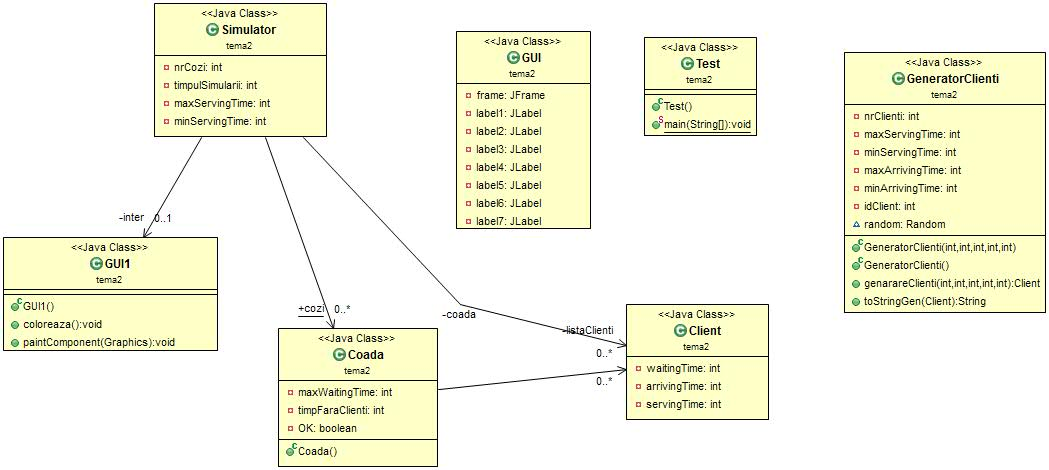 <<Java Class>>
Simulator
tema2
nrCozi: int
timpulSimularii: int
maxServingTime: int
minServingTime: int
<<Java Class>>
GUI
tema2
frame: JFrame
label1: JLabel
label2: JLabel
label3: JLabel
label4: JLabel
label5: JLabel
label6: JLabel
label7: JLabel
<<Java Class>>
Test
tema2
Test()
main(String[]):void
<<Java Class>>
GeneratorClienti
tema2
nrClienti: int
maxServingTime: int
minServingTime: int
maxArrivingTime: int
minArrivingTime: int
idClient: int
random: Random
GeneratorClienti(int,int,int,int,int)
GeneratorClienti()
genarareClienti(int,int,int,int,int):Client
toStringGen(Client):String
-inter 0..1
<<Java Class>>
GUI1
tema2
GUI1()
coloreaza():void
paintComponent(Graphics):void
+cozi 0..*
-coada
-listaClienti
0..*
0..*
<<Java Class>>
Coada
tema2
maxWaitingTime: int
timpFaraClienti: int
OK: boolean
Coada()
<<Java Class>>
Client
tema2
waitingTime: int
arrivingTime: int
servingTime: int